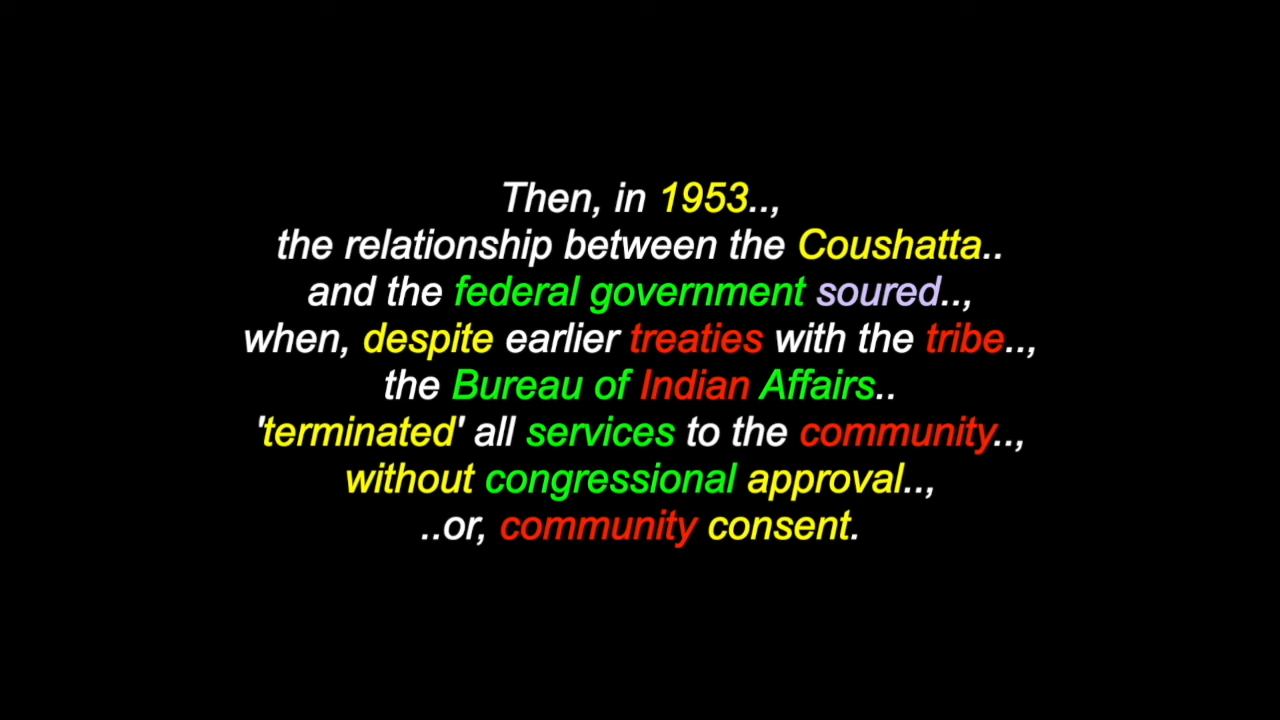 Then, in 1953..,
the relationship between the Coushatta..
and the federal government soured..,
when, despite earlier treaties with the tribe..,
the Bureau of Indian Affairs..
'terminated' all services to the community..,
without congressional approval..,
..or, community consent.